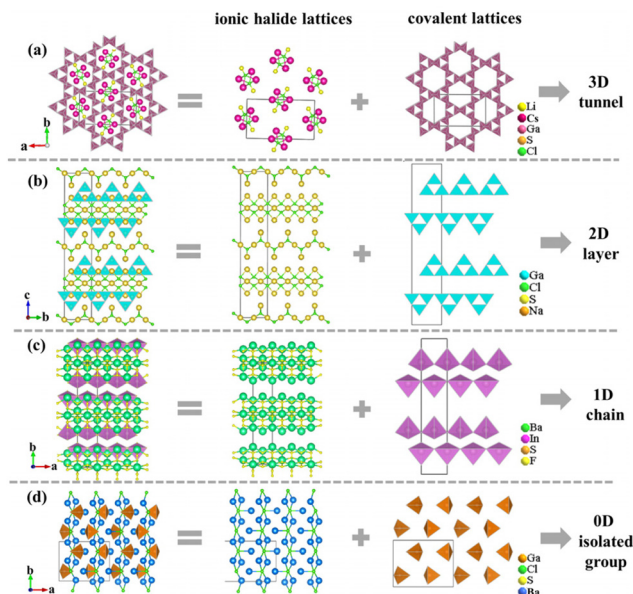 ionic halide lattices covalent lattices
(a)
3D
tunnel
Li
Cs
Ga
S
Cl
b
a
(b)
2D
layer
Ga
Cl
S
Na
c
b
(c)
1D
chain
Ba
In
S
F
b
a
(d)
0D
isolated
group
Ga
Cl
S
Ba
b
a